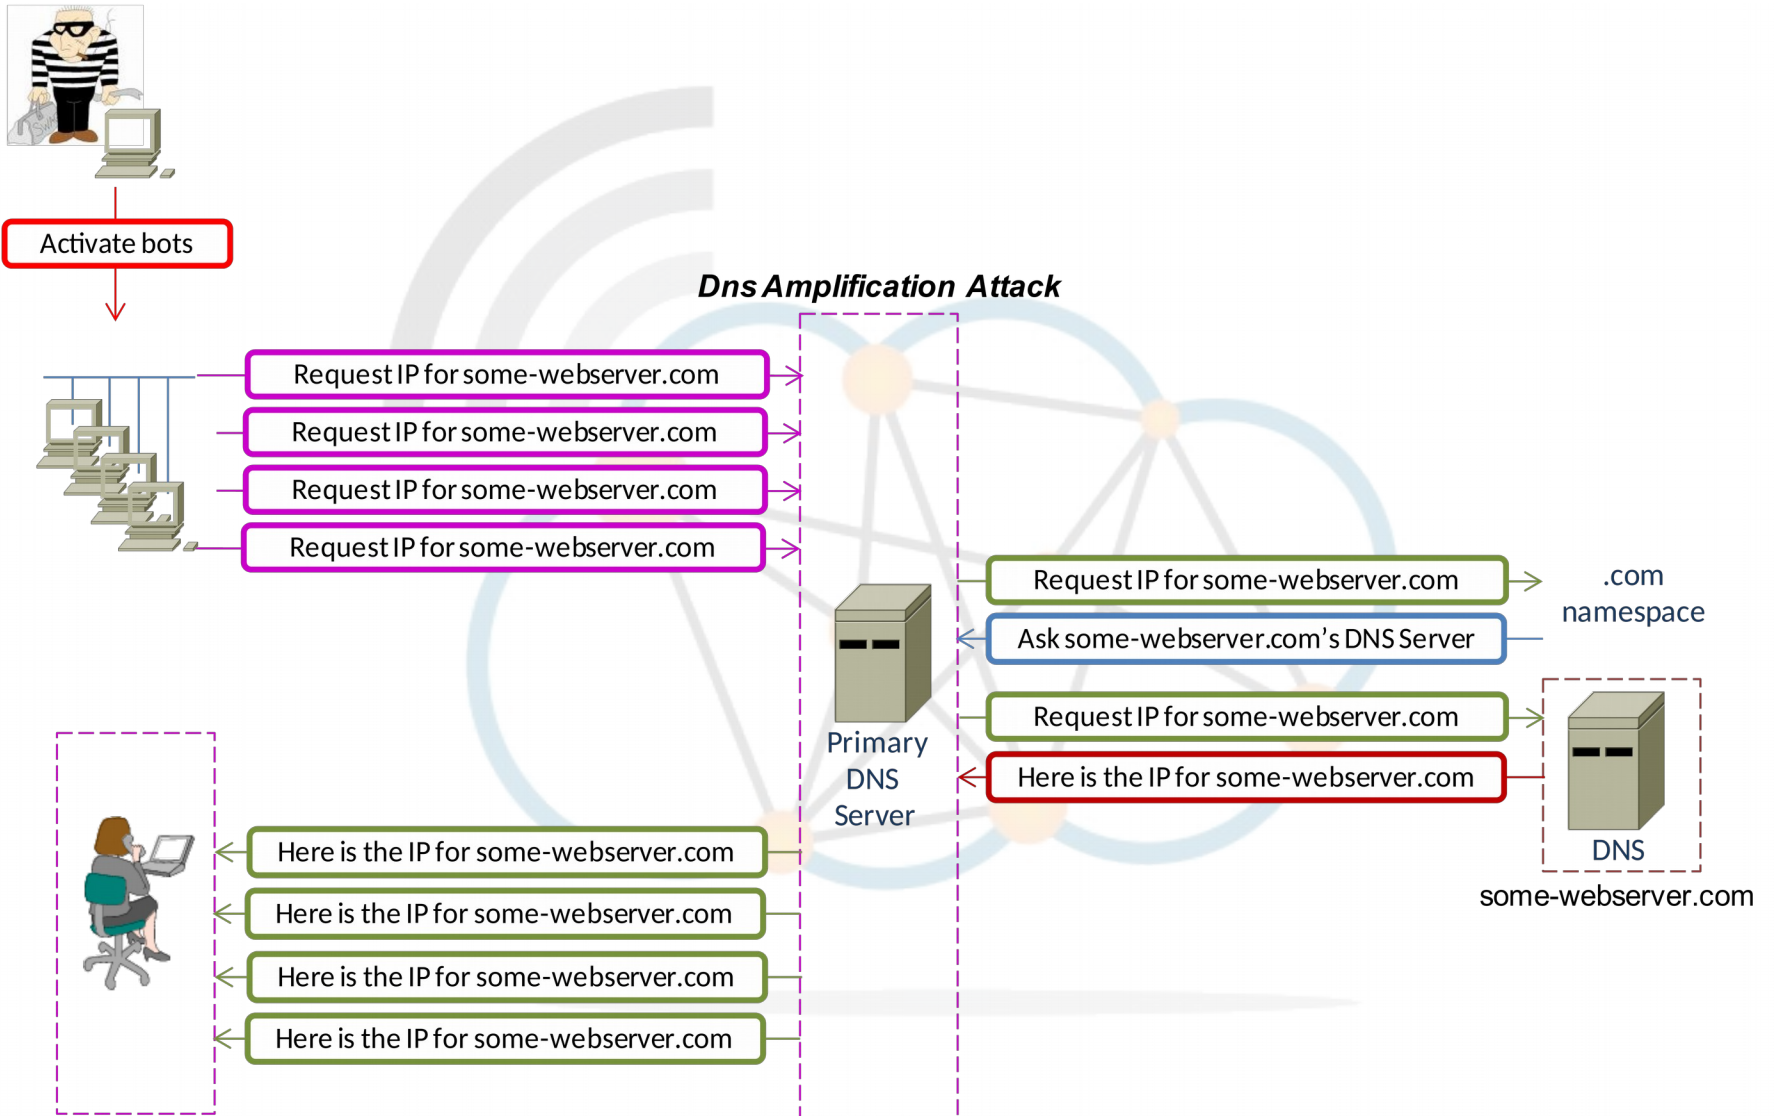 Activate bots
Dns Amplification Attack
Request IP for some-webserver.com
Request IP for some-webserver.com
Request IP for some-webserver.com
Request IP for some-webserver.com
Request IP for some-webserver.com
Ask some-webserver.com’s DNS Server
.com
namespace
Request IP for some-webserver.com
Here is the IP for some-webserver.com
Primary
DNS
Server
DNS
some-webserver.com
Here is the IP for some-webserver.com
Here is the IP for some-webserver.com
Here is the IP for some-webserver.com
Here is the IP for some-webserver.com